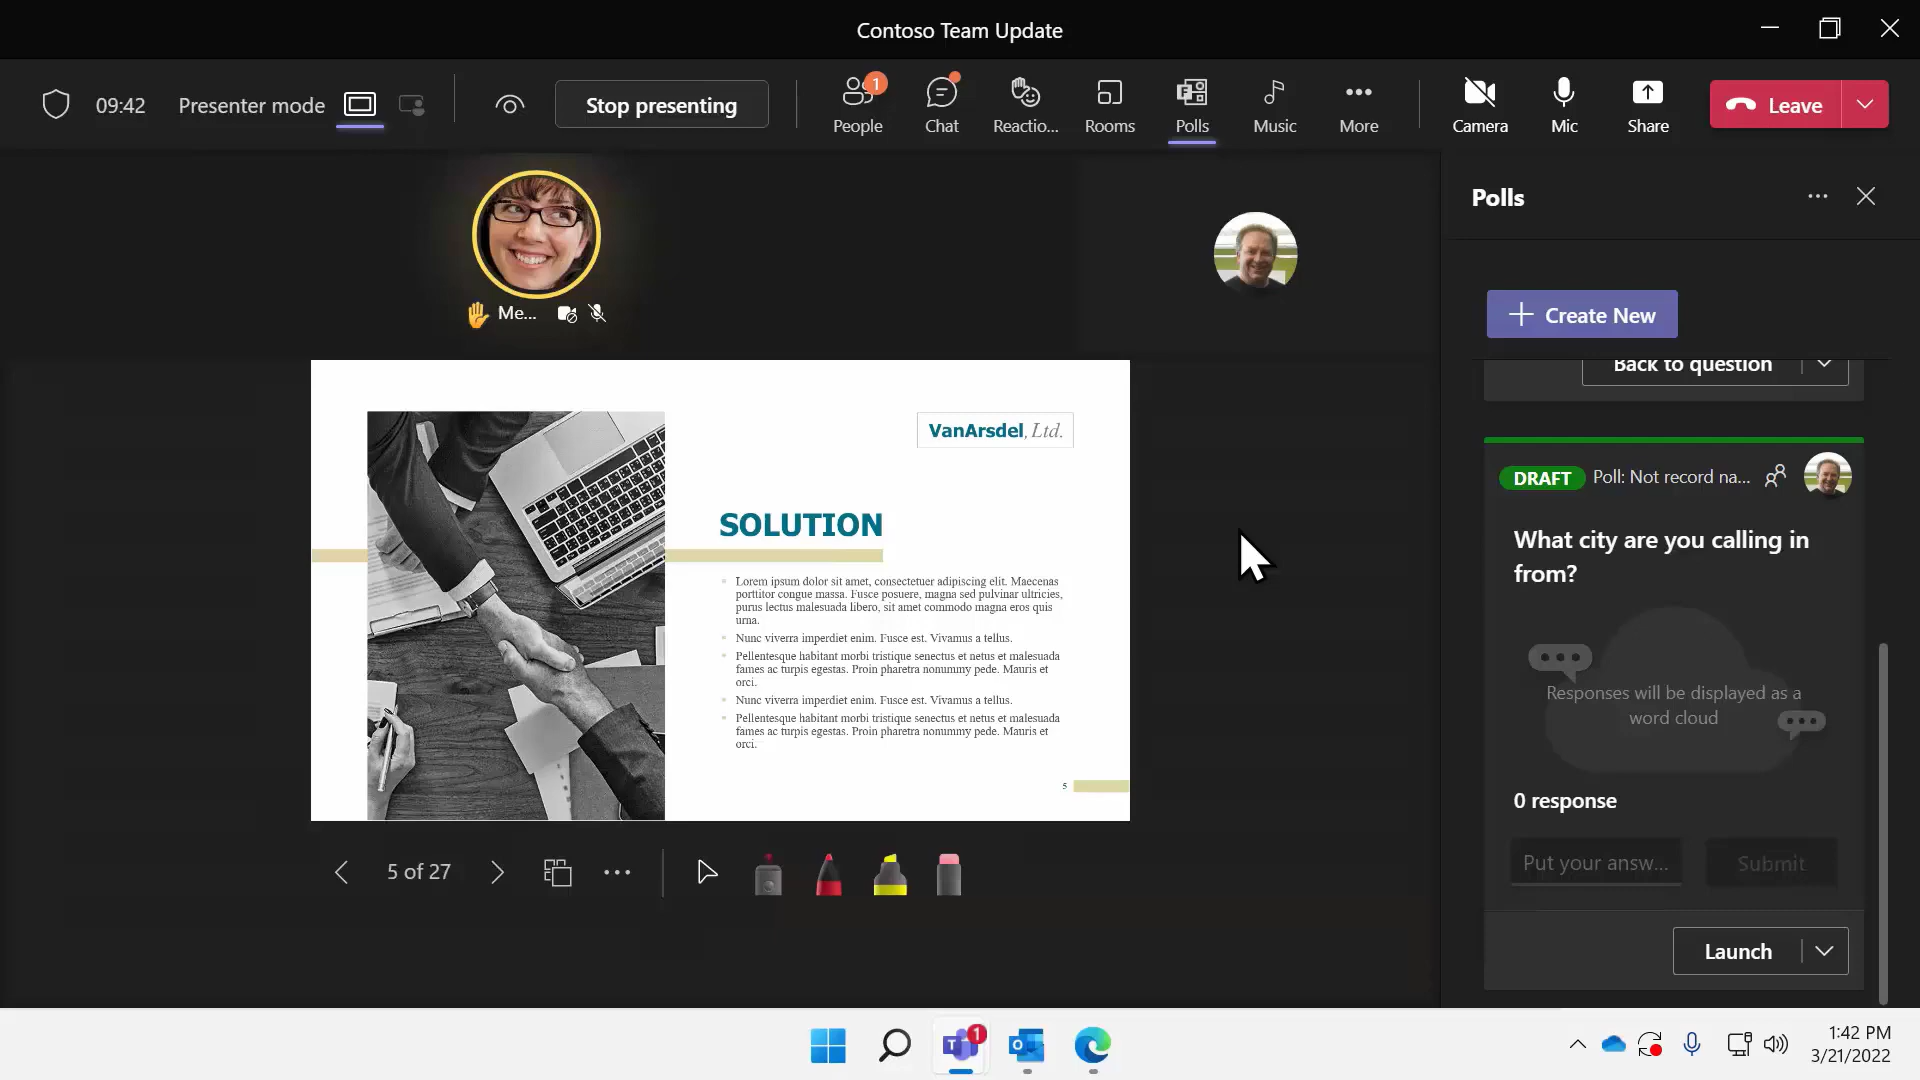 Contoso Team Update
09:42
Presenter mode
Stop presenting
1
People
Chat
Reactio...
Rooms
Polls
Music
More
Camera
Mic
Share
Leave
Me...
VanArsdel, Ltd.
SOLUTION
Lorem ipsum dolor sit amet, consectetuer adipiscing elit. Maecenas
porttitor congue massa. Fusce posuere, magna sed pulvinar ultricies,
purus lectus malesuada libero, sit amet commodo magna eros quis
urna.
Nunc viverra imperdiet enim. Fusce est. Vivamus a tellus.
Pellentesque habitant morbi tristique senectus et netus et malesuada
fames ac turpis egestas. Proin pharetra nonummy pede. Mauris et
orci.
Nunc viverra imperdiet enim. Fusce est. Vivamus a tellus.
Pellentesque habitant morbi tristique senectus et netus et malesuada
fames ac turpis egestas. Proin pharetra nonummy pede. Mauris et
orci.
5
5 of 27
Polls
Create New
Back to question
DRAFT
Poll: Not record na...
What city are you calling in
from?
Responses will be displayed as a
word cloud
0 response
Put your answ...
Submit
Launch
T
1
O
1:42 PM
3/21/2022